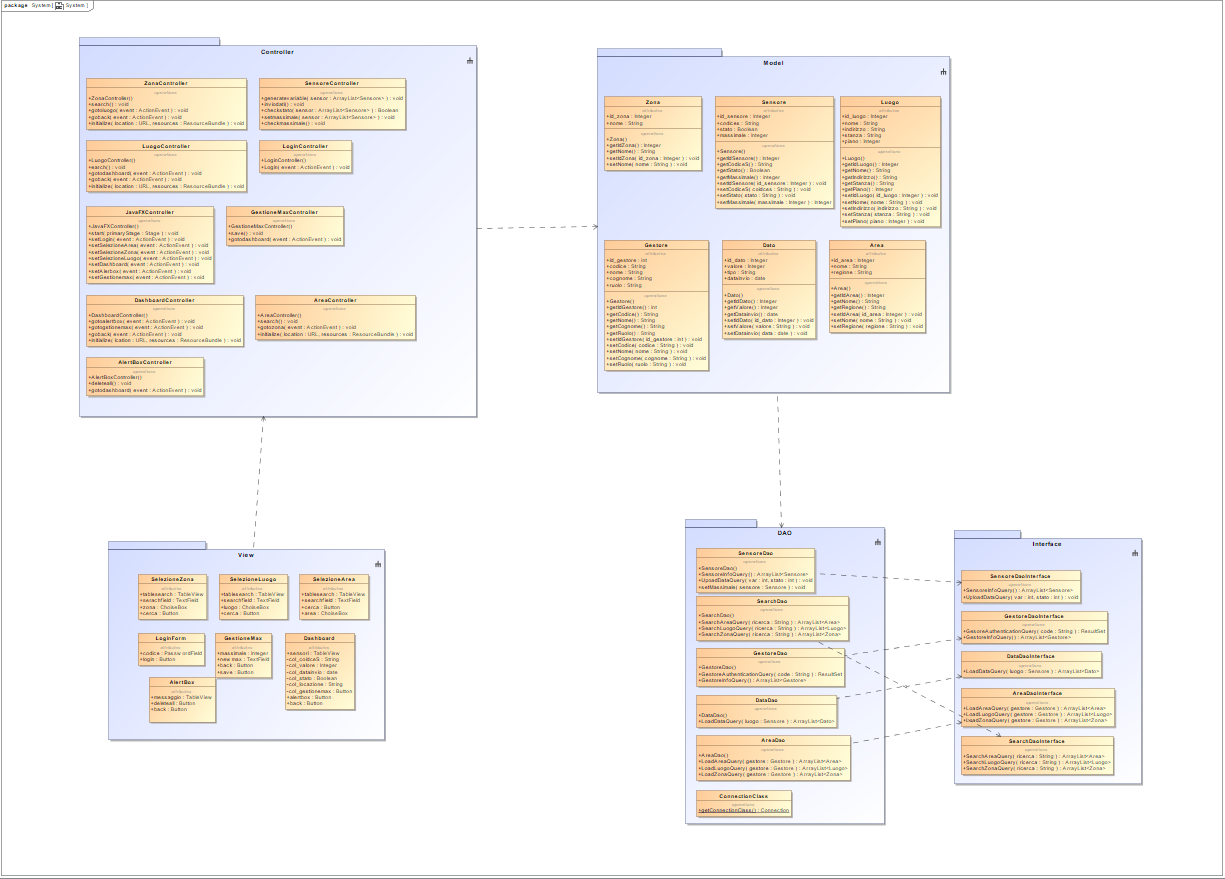 package System[ System ]
Controller
ZonaController
operations
+ZonaController()
+search() : void
+gotoluogo( event : ActionEvent ) : void
+goback( event : ActionEvent ) : void
+initialize( location : URL, resources : ResourceBundle ) : void
SensoreController
operations
+generatevariable( sensor : ArrayList<Sensore> ) : void
+inviodati() : void
+checkstato( sensor : ArrayList<Sensore> ) : Boolean
+setmassimale( sensor : ArrayList<Sensore> ) : void
+checkmassimale() : void
LuogoController
operations
+LuogoController()
+earch() : void
+gotodashboard( event : ActionEvent ) : void
+goback( event : ActionEvent ) : void
+initialize( location : URL, resources : ResourceBundle ) : void
LoginController
operations
+LoginController()
+Login( event : ActionEvent ) : void
JavaFXController
operations
+JavaFXController()
+start( primaryStage : Stage ) : void
+setLogin( event : ActionEvent ) : void
+setSelezioneArea( event : ActionEvent ) : void
+setSelezioneZona( event : ActionEvent ) : void
+setSelezioneLuogo( event : ActionEvent ) : void
+setDashboard( event : ActionEvent ) : void
+setAlerbox( event : ActionEvent ) : void
+setGestionemax( event : ActionEvent ) : void
GestioneMaxController
operations
+GestioneMaxController()
+save() : void
+gotodashboard( event : ActionEvent ) : void
DashboardController
operations
+DashboardController()
+gotoalertbox( event : ActionEvent ) : void
+gotogestionemax( event : ActionEvent ) : void
+goback( event : ActionEvent ) : void
+initialize( location : URL, resources : ResourceBundle ) : void
AreaController
operations
+AreaController()
+search() : void
+gotozona( event : ActionEvent ) : void
+initialize( location : URL, resources : ResourceBundle ) : void
AlertBoxController
operations
+AlertBoxController()
+deleteall() : void
+gotodashboard( event : ActionEvent ) : void
Model
Zona
attributes
+id_zona : Integer
+nome : String
operations
+Zona()
+getIdZona() : Integer
+getNome() : String
+setIdZona( id_zona : Integer ) : void
+setNome( nome : String ) : void
Sensore
attributes
+id_sensore : Integer
+codices : String
+stato : Boolean
+massimale : Integer
operations
+Sensore()
+getIdSensore() : Integer
+getCodiceS() : String
+getStato() : Boolean
+getMassimale() : Integer
+setIdSensore( id_sensore : Integer ) : void
+setCodiceS( coidces : String ) : void
+setStato( stato : String ) : void
+setMassimale( massimale : Integer ) : Integer
Luogo
attributes
+id_luogo : Integer
+nome : String
+indirizzo : String
+stanza : String
+piano : Integer
operations
+Luogo()
+getIdLuogo() : Integer
+getNome() : String
+getIndirizzo() : String
+getStanza() : String
+getPiano() : Integer
+setIdLuogo( id_luogo : Integer ) : void
+setNome( nome : String ) : void
+setIndirizzo( indirizzo : String ) : void
+setStanza( stanza : String ) : void
+setPiano( piano : Integer ) : void
Gestore
attributes
+id_gestore : int
+codice : String
+nome : String
+cognome : String
+ruolo : String
operations
+Gestore()
+getIdGestore() : int
+getCodice() : String
+getNome() : String
+getCognome() : String
+getRuolo() : String
+setIdGestore( id_gestore : int ) : void
+setCodice( codice : String ) : void
+setNome( nome : String ) : void
+setCognome( cognome : String ) : void
+setRuolo( ruolo : String ) : void
Dato
attributes
+id_dato : Integer
+valore : Integer
+tipo : String
+datainvio : date
operations
+Dato()
+getIdDato() : Integer
+getValore() : Integer
+getDatainvio() : date
+setIdDato( id_dato : Integer ) : void
+setValore( valore : String ) : void
+setDatainvio( data : date ) : void
Area
attributes
+id_area : Integer
+nome : String
+regione : String
operations
+Area()
+getIdArea() : Integer
+getNome() : String
+getRegione() : String
+setIdArea( id_area : Integer ) : void
+setNome( nome : String ) : void
+setRegione( regione : String ) : void
View
SelezioneZona
attributes
+tablesearch : TableView
+serachfield : TextField
+zona : ChoiseBox
+cerca : Button
SelezioneLuogo
attributes
+tablesearch : TableView
+searchfield : TextField
+luogo : ChoiceBox
+cerca : Button
SelezioneArea
attributes
+tablesearch : TableView
+searchfield : TextField
+cerca : Button
+area : ChoiceBox
LoginForm
attributes
+codice : PasswordField
+login : Button
GestioneMax
attributes
+massimale : Integer
+new max : TextField
+back : Button
+save : Button
Dashboard
attributes
+sensori : TableView
+col_codiceS : String
+col_valore : Integer
+col_datainvio : date
+col_stato : Boolean
+col_locazione : String
+col_gestionemax : Button
+alertbox : Button
+back : Button
AlertBox
attributes
+messaggio : TableView
+deleteall : Button
+back : Button
DAO
SensoreDao
operations
+SensoreDao()
+SensoreInfoQuery() : ArrayList<Sensore>
+UploadDataQuery( var : int, stato : int ) : void
+setMassimale( sensore : Sensore ) : void
SearchDao
operations
+SearchDao()
+SearchAreaQuery( ricerca : String ) : ArrayList<Area>
+SearchLuogoQuery( ricerca : String ) : ArrayList<Luogo>
+SearchZonaQuery( ricerca : String ) : ArrayList<Zona>
GestoreDao
operations
+GestoreDao()
+GestoreAuthenticationQuery( code : String ) : ResultSet
+GestoreInfoQuery() : ArrayList<Gestore>
DataDao
operations
+DataDao()
+LoadDataQuery( luogo : Sensore ) : ArrayList<Dato>
AreaDao
operations
+AreaDao()
+LoadAreaQuery( gestore : Gestore ) : ArrayList<Area>
+LoadLuogoQuery( gestore : Gestore ) : ArrayList<Luogo>
+LoadZonaQuery( gestore : Gestore ) : ArrayList<Zona>
ConnectionClass
operations
+getConnectionClass() : Connection
Interface
SensoreDaoInterface
operations
+SensoreInfoQuery() : ArrayList<Sensore>
+UploadDataQuery( var : int ) : void
GestoreDaoInterface
operations
+GesoreAuthenticationQuery( code : String ) : ResultSet
+GestoreInfoQuery() : ArrayList<Gestore>
DataDaoInterface
operations
+LoadDataQuery( luogo : Sensore ) : ArrayList<Dato>
AreaDaoInterface
operations
+LoadAreaQuery( gestore : Gestore ) : ArrayList<Area>
+LoadLuogoQuery( gestore : Gestore ) : ArrayList<Luogo>
+LoadZonaQuery( gestore : Gestore ) : ArrayList<Zona>
SearchDaoInterface
operations
+SearchAreaQuery( ricerca : String ) : ArrayList<Area>
+SearchLuogoQuery( ricerca : String ) : ArrayList<Luogo>
+SearchZonaQuery( ricerca : String ) : ArrayList<Zona>